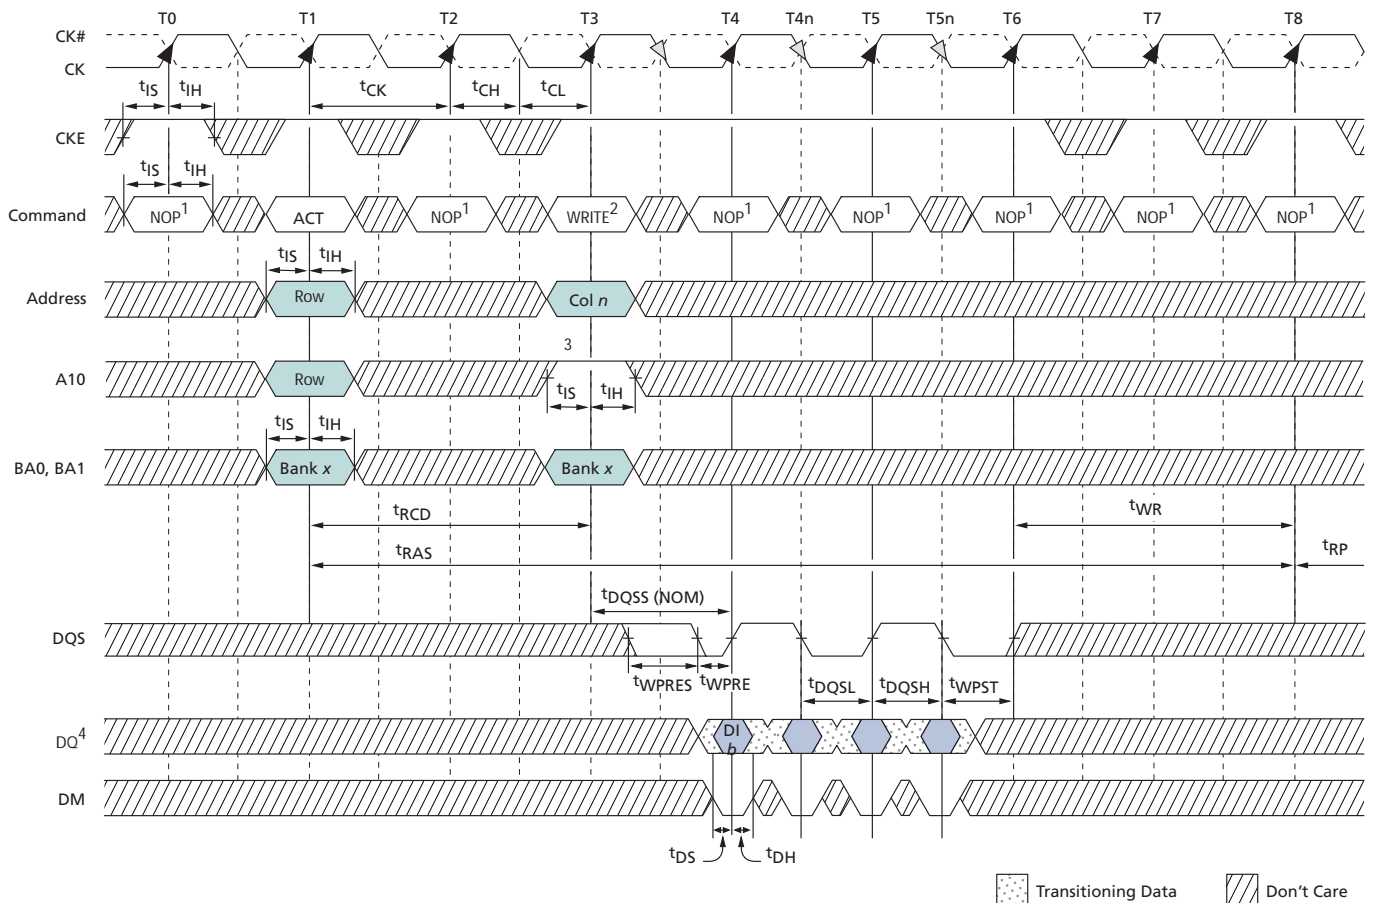 T0 T1 T2 T3 T4 T4n T5 T5n T6 T7 T8
CK#
CK
tIS tIH tCK tCH tCL
CKE
tIS tIH
Command NOP1 ACT NOP1 WRITE2 NOP1 NOP1 NOP1 NOP1 NOP1
tIS tIH
Address Row Col n
3
A10 Row
tIS tIH
tIS tIH
BA0, BA1 Bank x Bank x
tRCD tWR
tRAS tRP
tDQSS (NOM)
DQS
tWPRES tWPRE tDQSL tDQSH tWPST
DQ4 DI
b
DM
tDS tDH
Transitioning Data Don't Care